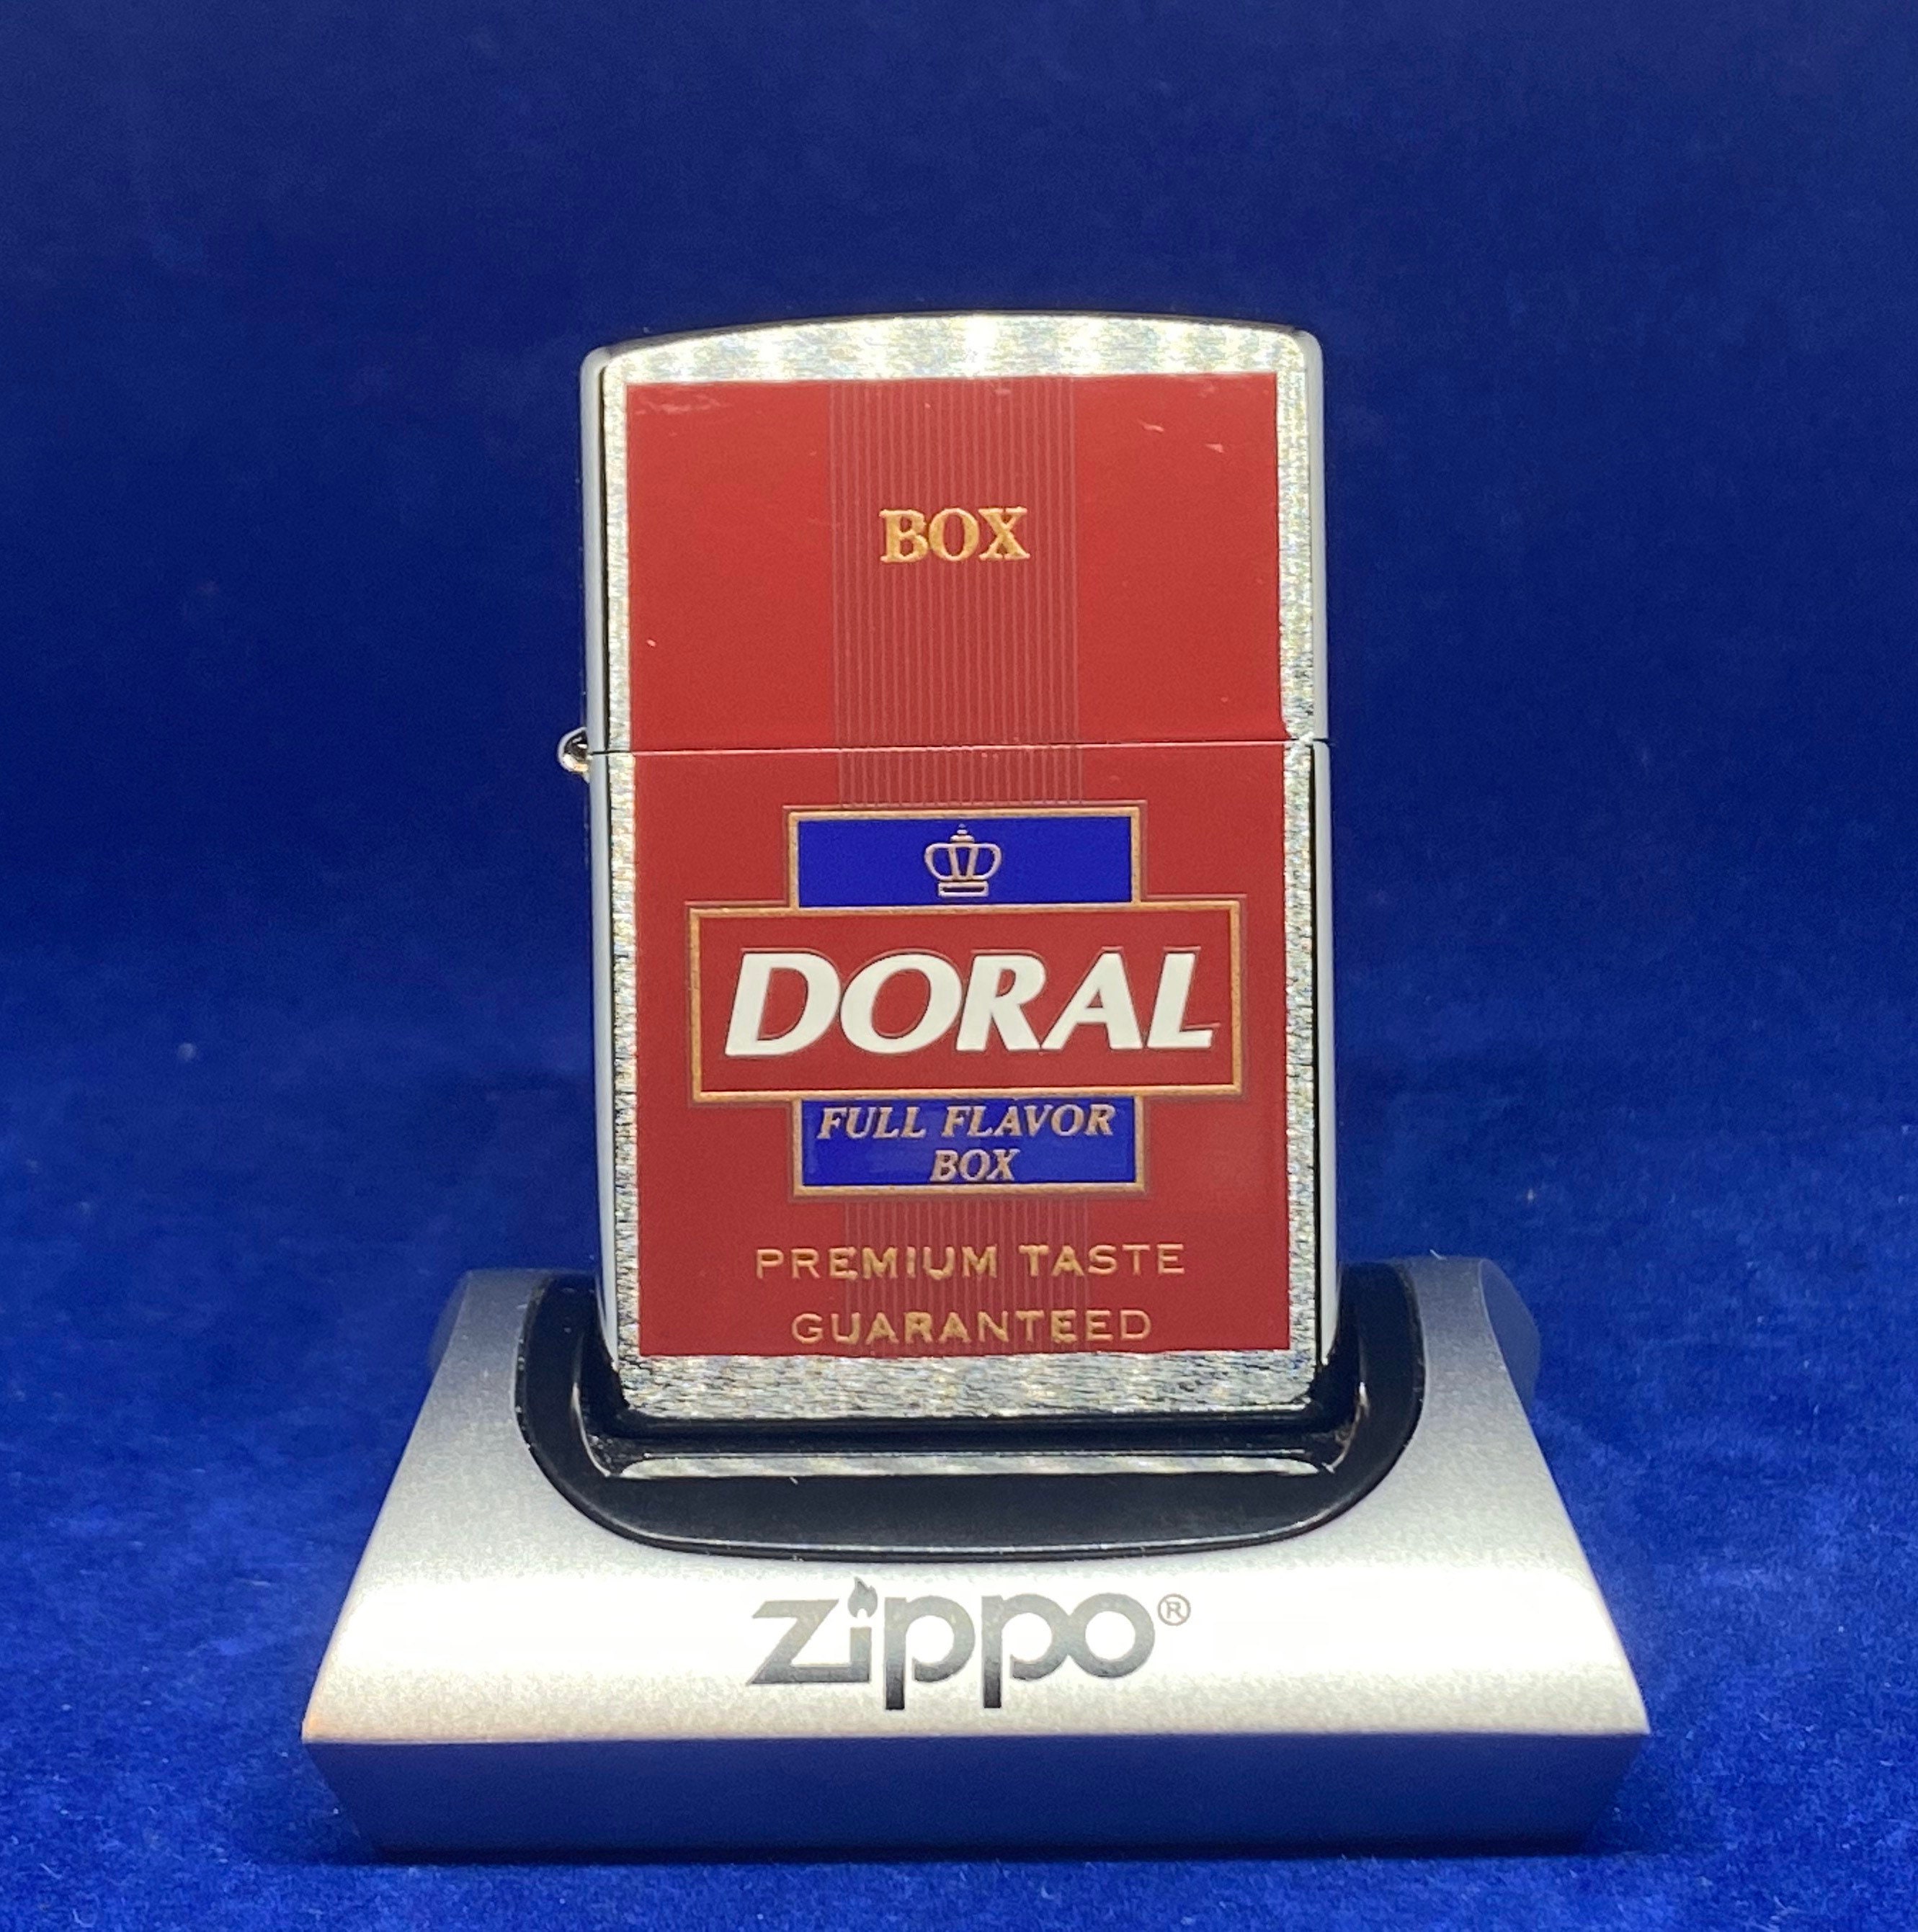 BOX
DORAL
FULL FLAVOR
BOX
PREMIUM TASTE
GUARANTEED
zippo®